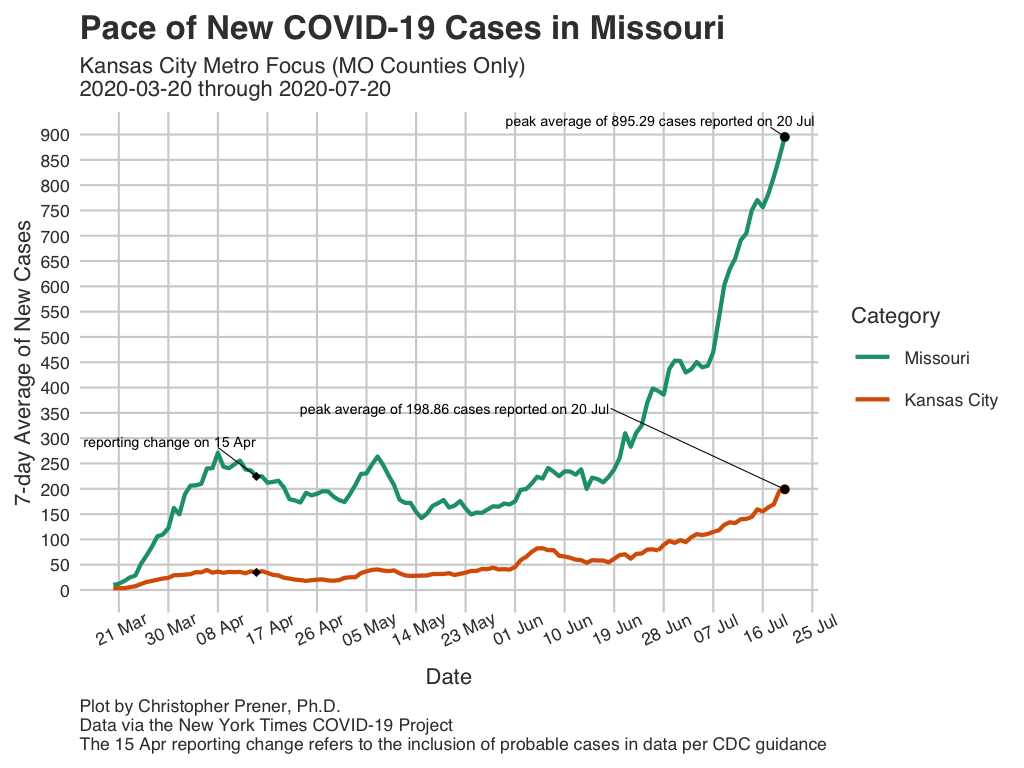 Pace of New COVID-19 Cases in Missouri
Kansas City Metro Focus (MO Counties Only)
2020-03-20 through 2020-07-20
peak average of 895.29 cases reported on 20 Jul
peak average of 198.86 cases reported on 20 Jul
reporting change on 15 Apr
7-day Average of New Cases
900
850
800
750
700
650
600
550
500
450
400
350
300
250
200
150
100
50
0
21 Mar 30 Mar 08 Apr 17 Apr 26 Apr 05 May 14 May 23 May 01 Jun 10 Jun 19 Jun 28 Jun 07 Jul 16 Jul 25 Jul
Date
Category
Missouri
Kansas City
Plot by Christopher Prener, Ph.D.
Data via the New York Times COVID-19 Project
The 15 Apr reporting change refers to the inclusion of probable cases in data per CDC guidance